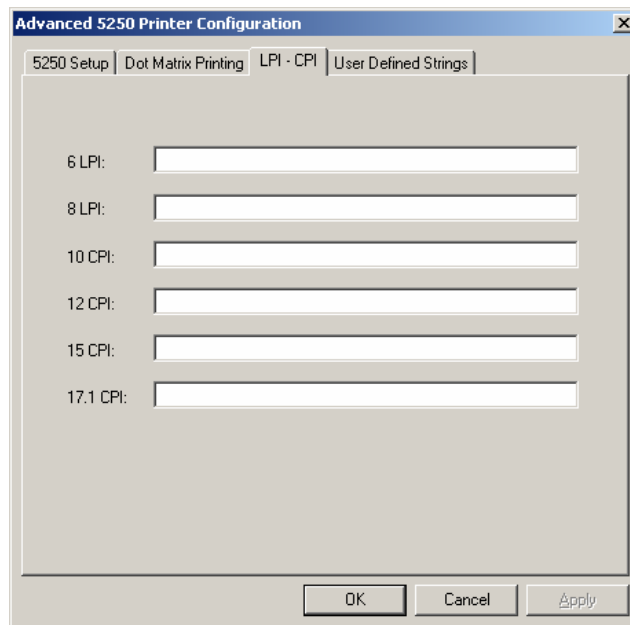 Advanced 5250 Printer Configuration
5250 Setup Dot Matrix Printing LPI - CPI User Defined Strings
6 LPI:
8 LPI:
10 CPI:
12 CPI:
15 CPI:
17.1 CPI:
OK Cancel Apply